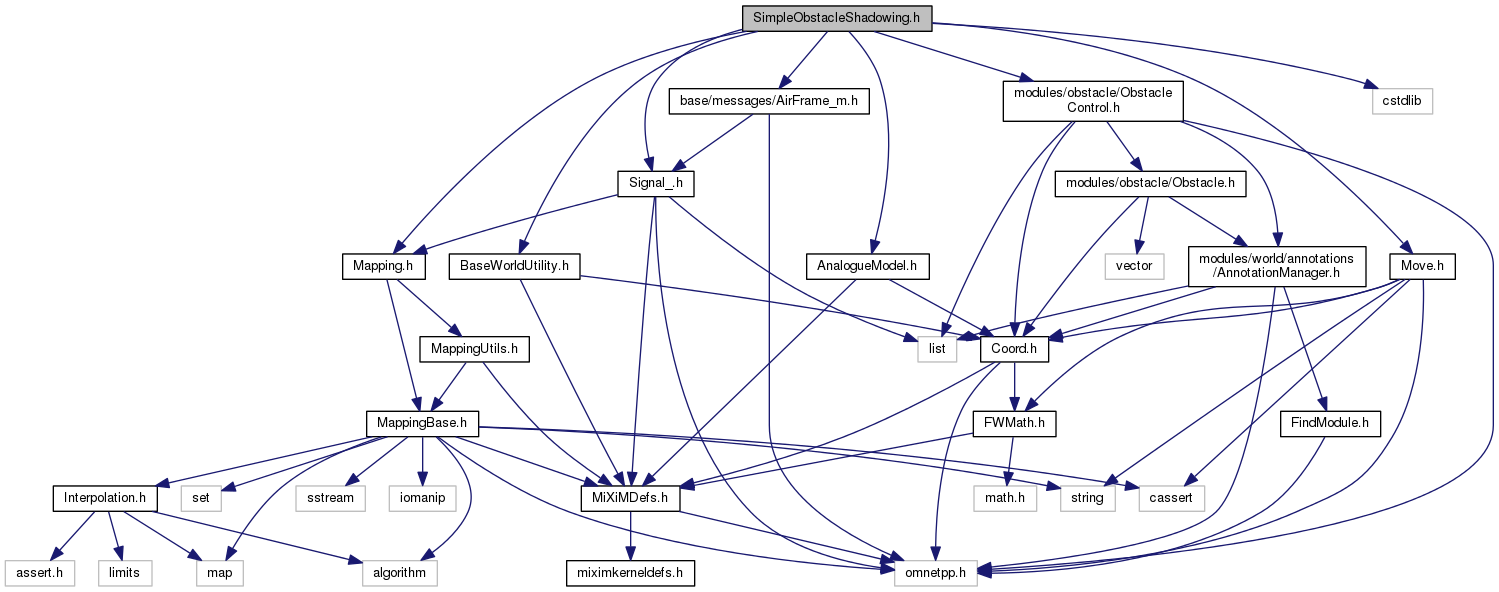 SimpleObstacleShadowing.h
base/messages/AirFrame_m.h
modules/obstacle/Obstacle
Control.h
cstdlib
Signal_.h
modules/obstacle/Obstacle.h
Mapping.h
BaseWorldUtility.h
AnalogueModel.h
vector
modules/world/annotations
/AnnotationManager.h
Move.h
MappingUtils.h
list
Coord.h
MappingBase.h
FWMath.h
FindModule.h
Interpolation.h
set
sstream
iomanip
MiXiMDefs.h
math.h
string
cassert
assert.h
limits
map
algorithm
miximkerneldefs.h
omnetpp.h